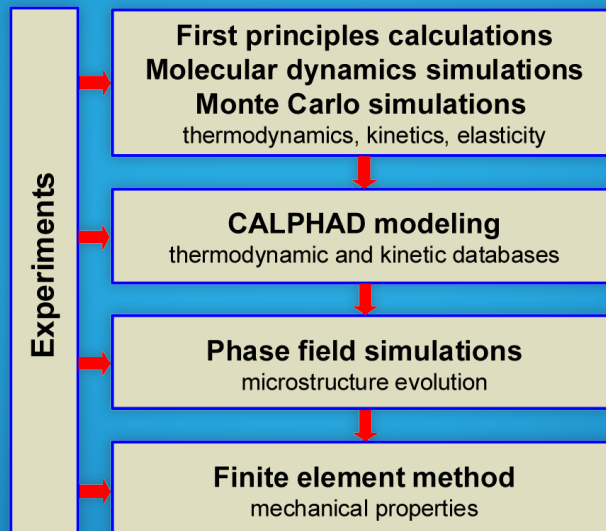 Experiments
First principles calculations
Molecular dynamics simulations
Monte Carlo simulations
thermodynamics, kinetics, elasticity
CALPHAD modeling
thermodynamic and kinetic databases
Phase field simulations
microstructure evolution
Finite element method
mechanical properties